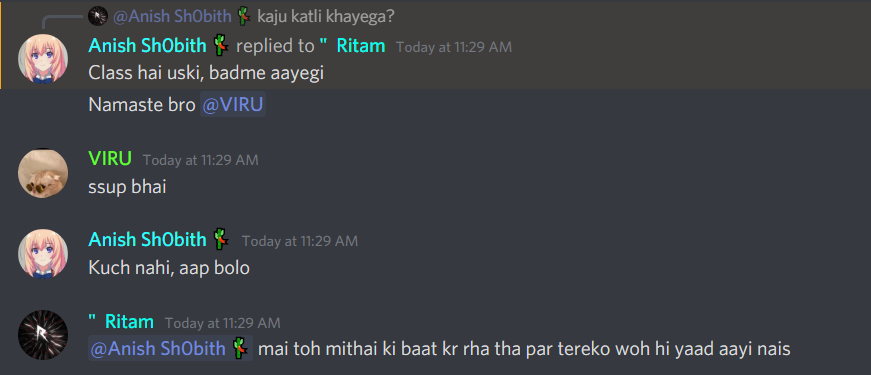 @Anish Sh0bith kaju katli khayega?
Anish Sh0bith replied to " Ritam Today at 11:29 AM
Class hai uski, badme aayegi
Namaste bro @VIRU
VIRU Today at 11:29 AM
ssup bhai
Anish Sh0bith Today at 11:29 AM
Kuch nahi, aap bolo
" Ritam Today at 11:29 AM
@Anish Sh0bith mai toh mithai ki baat kr rha tha par tereko woh hi yaad aayi nais